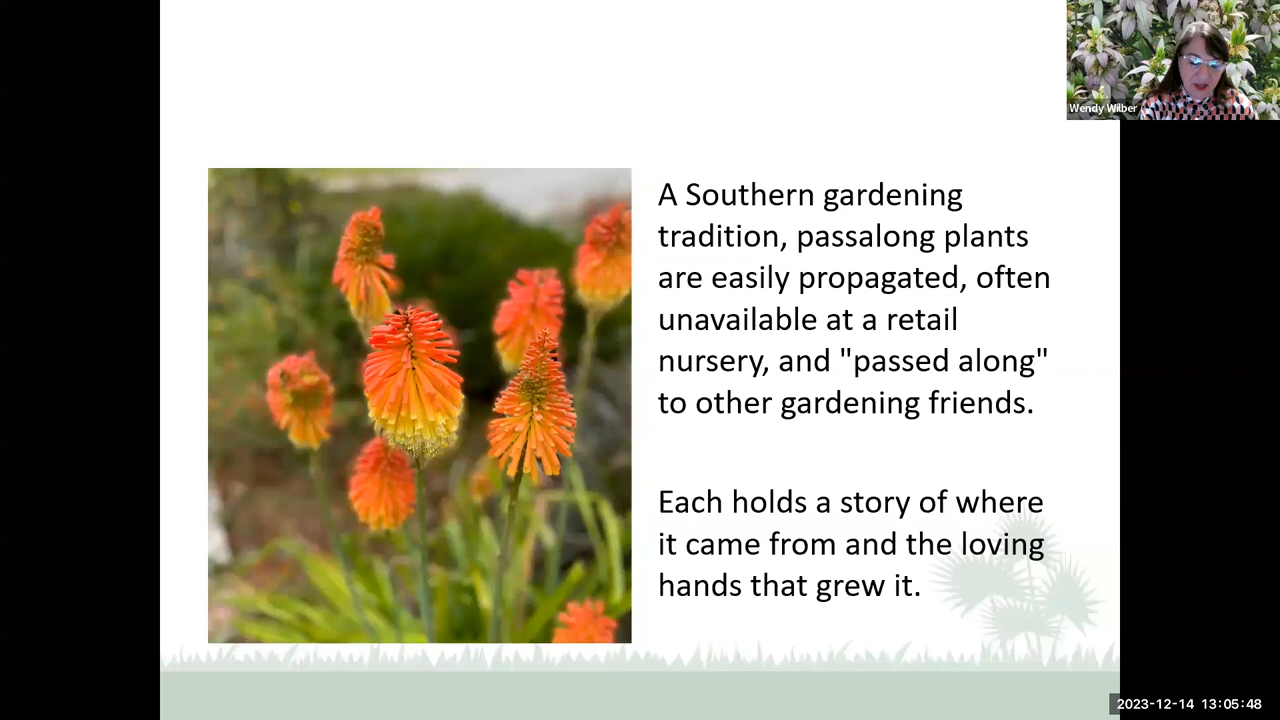 Wendy Wilber
A Southern gardening
tradition, passalong plants
are easily propagated, often
unavailable at a retail
nursery, and "passed along"
to other gardening friends.
Each holds a story of where
it came from and the loving
hands that grew it.
2023-12-14 13:05:48